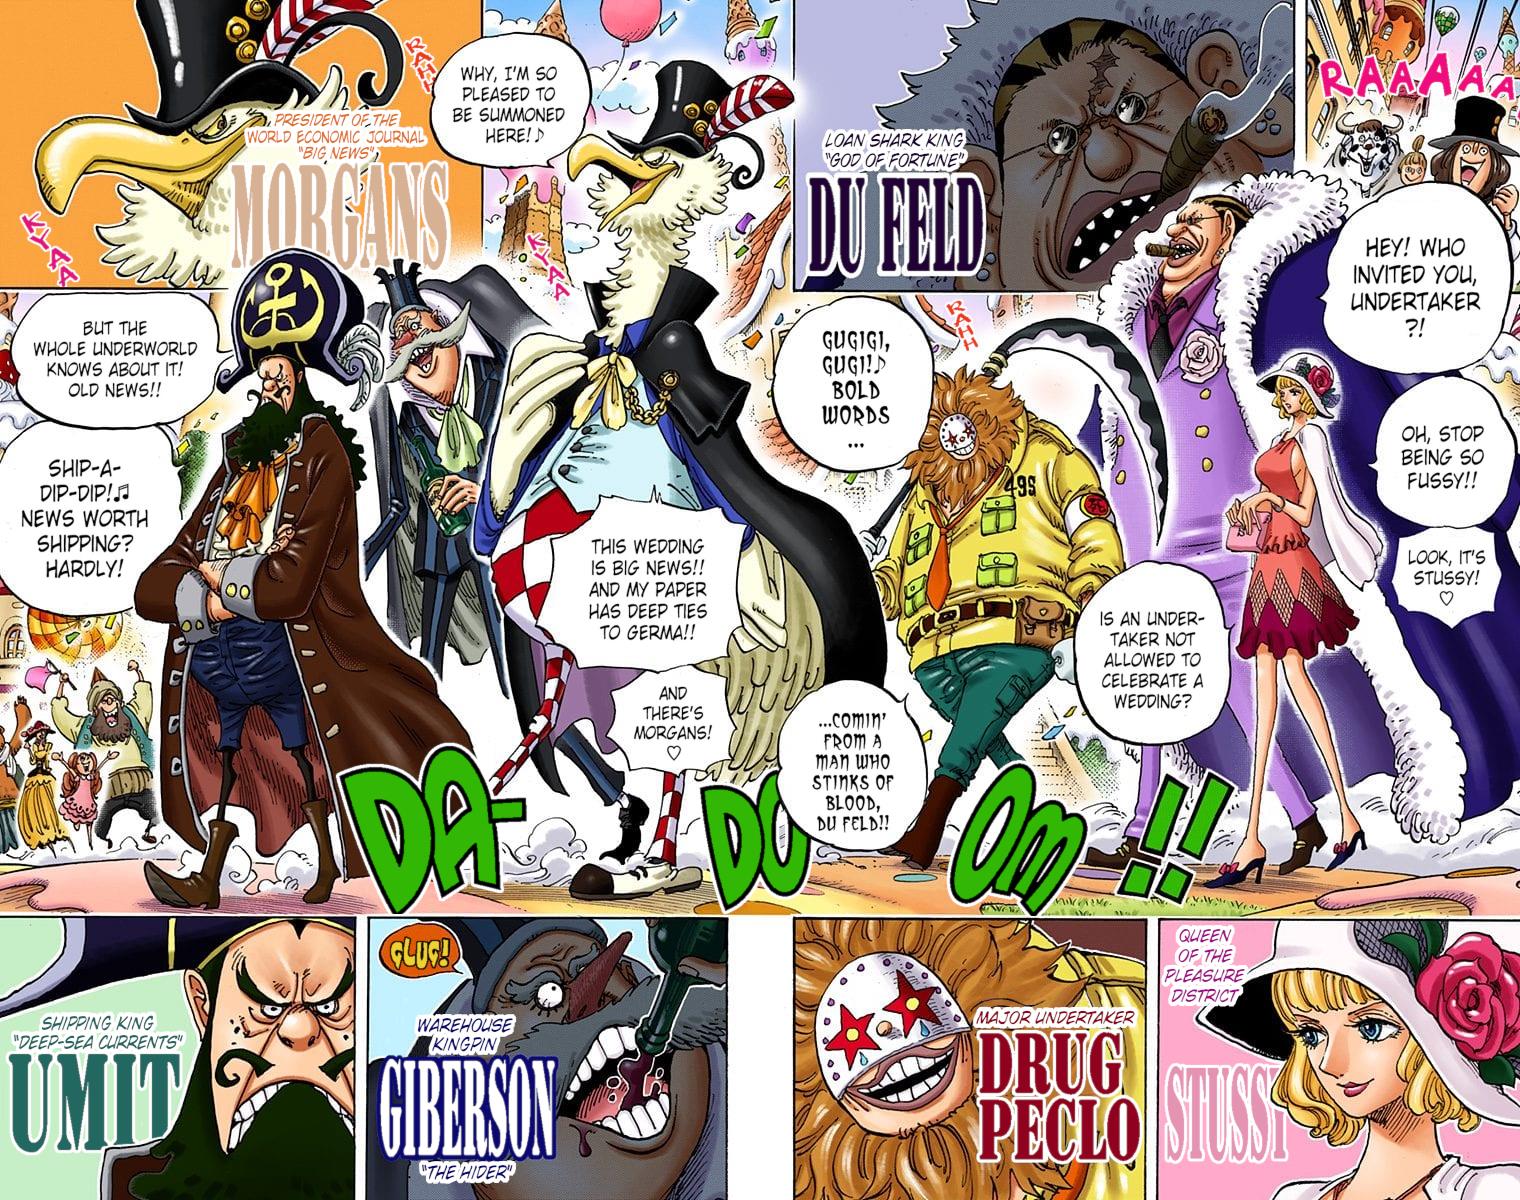 RAHH
WHY, I'M SO
PLEASED TO
BE SUMMONED
HERE!♪
PRESIDENT OF THE
WORLD ECONOMIC JOURNAL
"BIG NEWS"
MORGANS
KYAA
KYAA
LOAN SHARK KING
"GOD OF FORTUNE"
DU FELD
RAAAAAA
HEY! WHO
INVITED YOU,
UNDERTAKER
?!
BUT THE
WHOLE UNDERWORLD
KNOWS ABOUT IT!
OLD NEWS!!
SHIP-A-
DIP-DIP!♫
NEWS WORTH
SHIPPING?
HARDLY!
RAHH
GUGIGI,
GUGI!♪
BOLD
WORDS
...
OH, STOP
BEING SO
FUSSY!!
LOOK, IT'S
STUSSY!
♡
499
THIS WEDDING
IS BIG NEWS!!
AND MY PAPER
HAS DEEP TIES
TO GERMA!!
AND
THERE'S
MORGANS!
♡
IS AN UNDER-
TAKER NOT
ALLOWED TO
CELEBRATE A
WEDDING?
...COMIN'
FROM A
MAN WHO
STINKS OF
BLOOD,
DU FELD!!
DA-DOOM!!
SHIPPING KING
"DEEP-SEA CURRENTS"
UMIT
GLUG!
WAREHOUSE
KINGPIN
GIBERSON
"THE HIDER"
MAJOR UNDERTAKER
DRUG
PECLO
QUEEN
OF THE
PLEASURE
DISTRICT
STUSSY